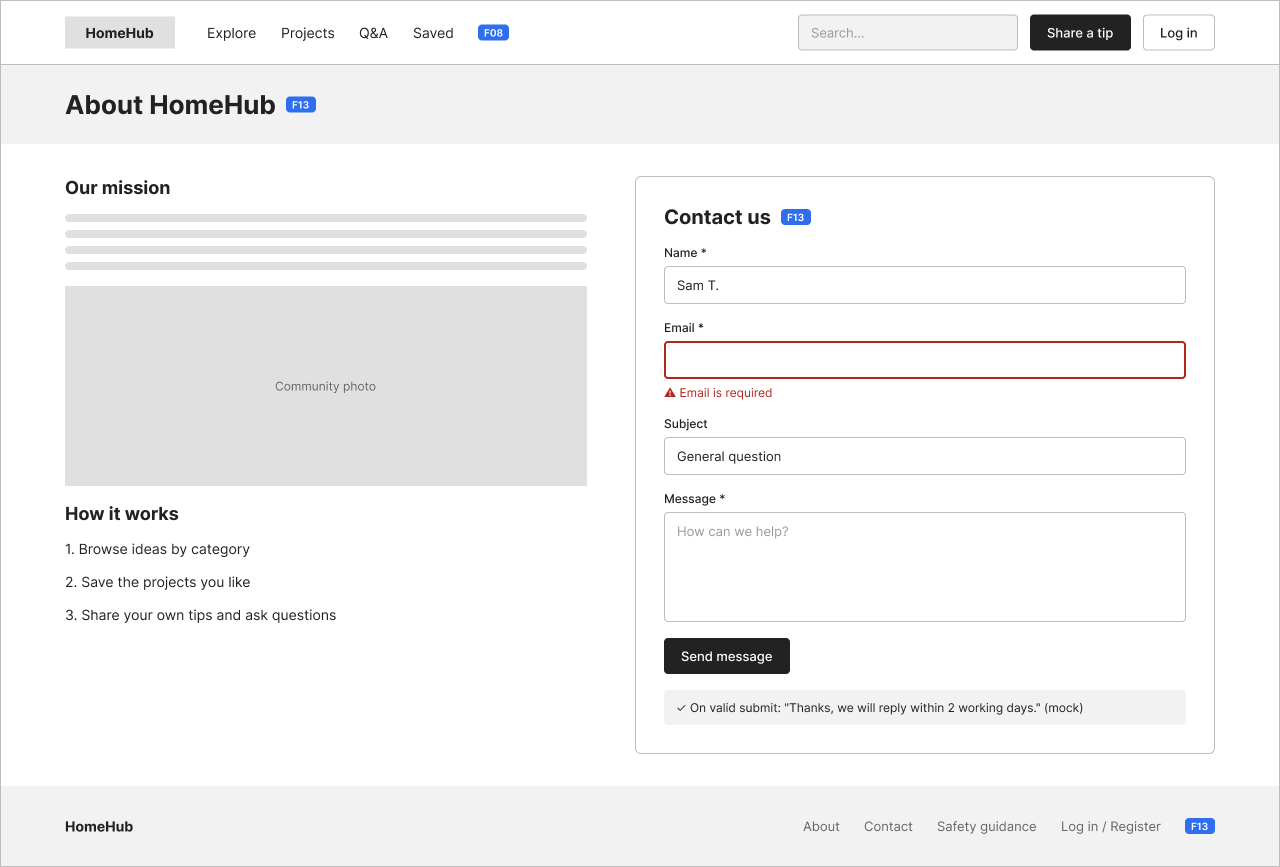 HomeHub Explore Projects Q&A Saved F08 Search... Share a tip Log in
About HomeHub F13
Our mission
Community photo
How it works
1. Browse ideas by category
2. Save the projects you like
3. Share your own tips and ask questions
Contact us F13
Name *
Sam T.
Email *
Email is required
Subject
General question
Message *
How can we help?
Send message
✓ On valid submit: "Thanks, we will reply within 2 working days." (mock)
HomeHub About Contact Safety guidance Log in / Register F13